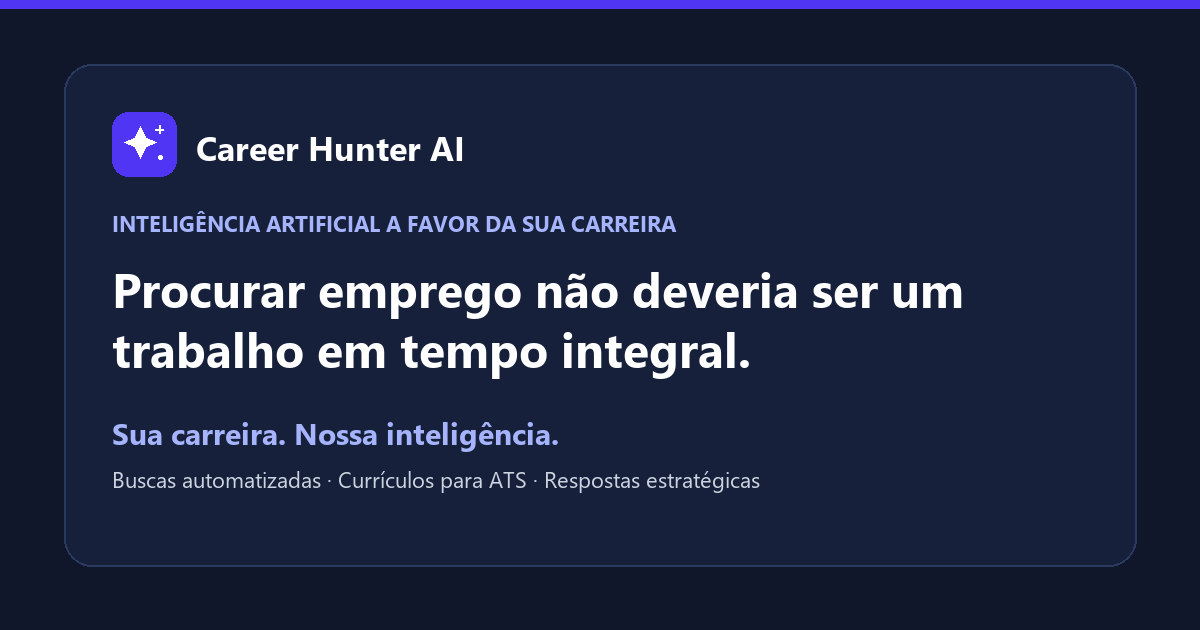 Career Hunter AI
INTELIGÊNCIA ARTIFICIAL A FAVOR DA SUA CARREIRA
Procurar emprego não deveria ser um
trabalho em tempo integral.
Sua carreira. Nossa inteligência.
Buscas automatizadas · Currículos para ATS · Respostas estratégicas